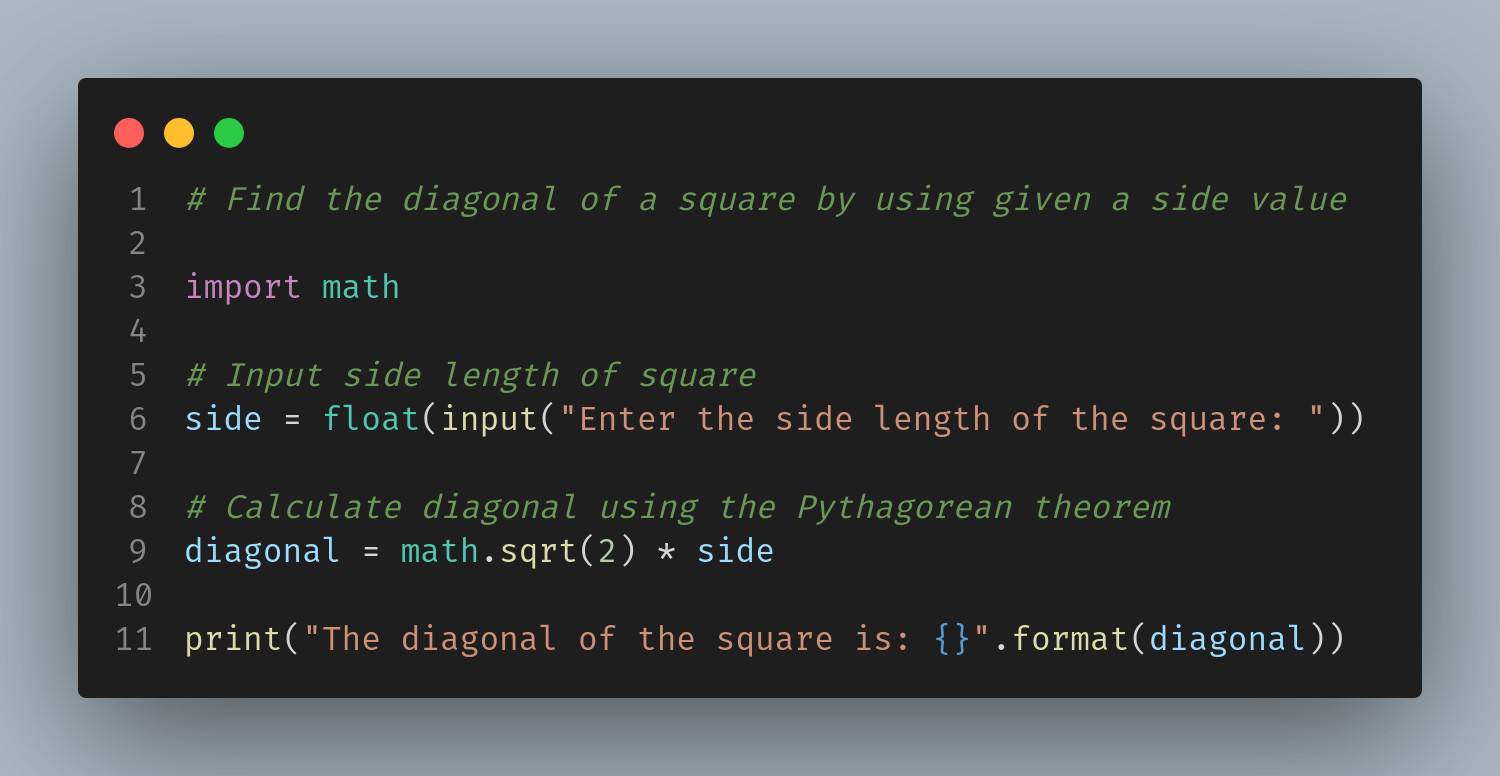 1 # Find the diagonal of a square by using given a side value
2
3 import math
4
5 # Input side length of square
6 side = float(input("Enter the side length of the square: "))
7
8 # Calculate diagonal using the Pythagorean theorem
9 diagonal = math.sqrt(2) * side
10
11 print("The diagonal of the square is: {}".format(diagonal))